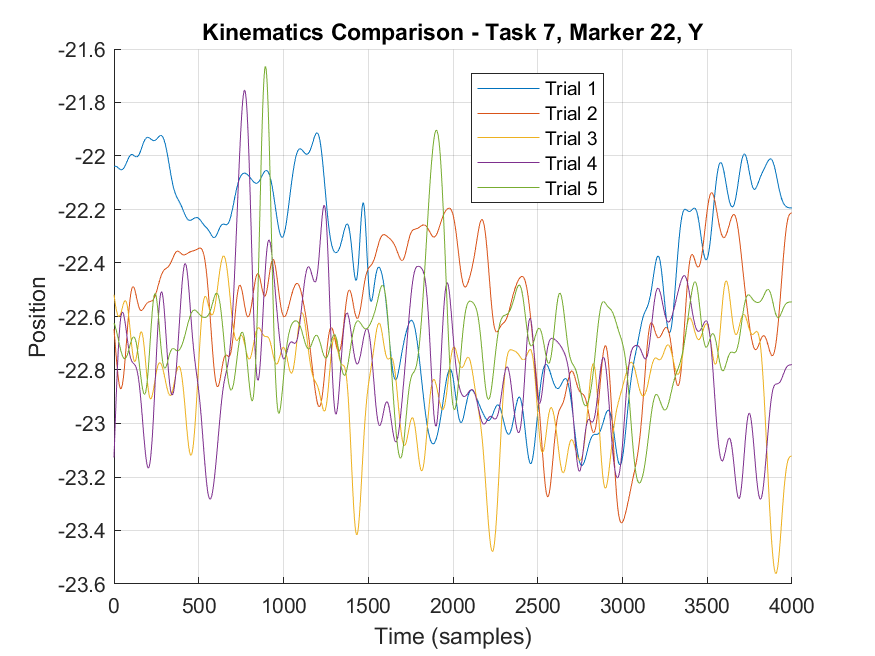 Kinematics Comparison - Task 7, Marker 22, Y
-21.6
-21.8
-22
-22.2
-22.4
-22.6
-22.8
-23
-23.2
-23.4
-23.6
Position
Trial 1
Trial 2
Trial 3
Trial 4
Trial 5
0 500 1000 1500 2000 2500 3000 3500 4000
Time (samples)